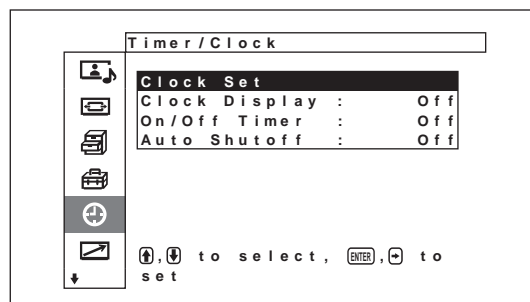 Timer/Clock
Clock Set
Clock Display : Off
On/Off Timer : Off
Auto Shutoff : Off
↑,↓ to select, ENTER,→ to
set